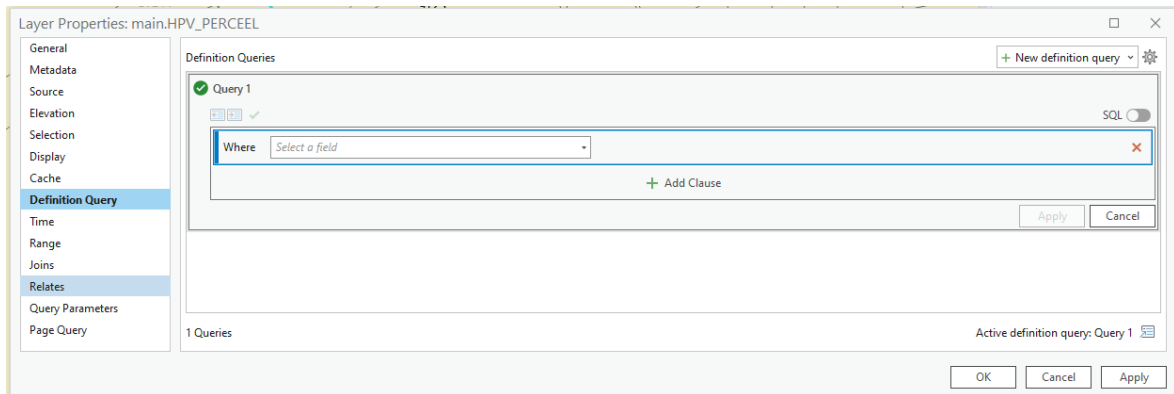 Layer Properties: main.HPV_PERCEEL
General
Metadata
Source
Elevation
Selection
Display
Cache
Definition Query
Time
Range
Joins
Relates
Query Parameters
Page Query
Definition Queries
+ New definition query
Query 1
SQL
Where Select a field
+ Add Clause
Apply Cancel
1 Queries
Active definition query: Query 1
OK Cancel Apply